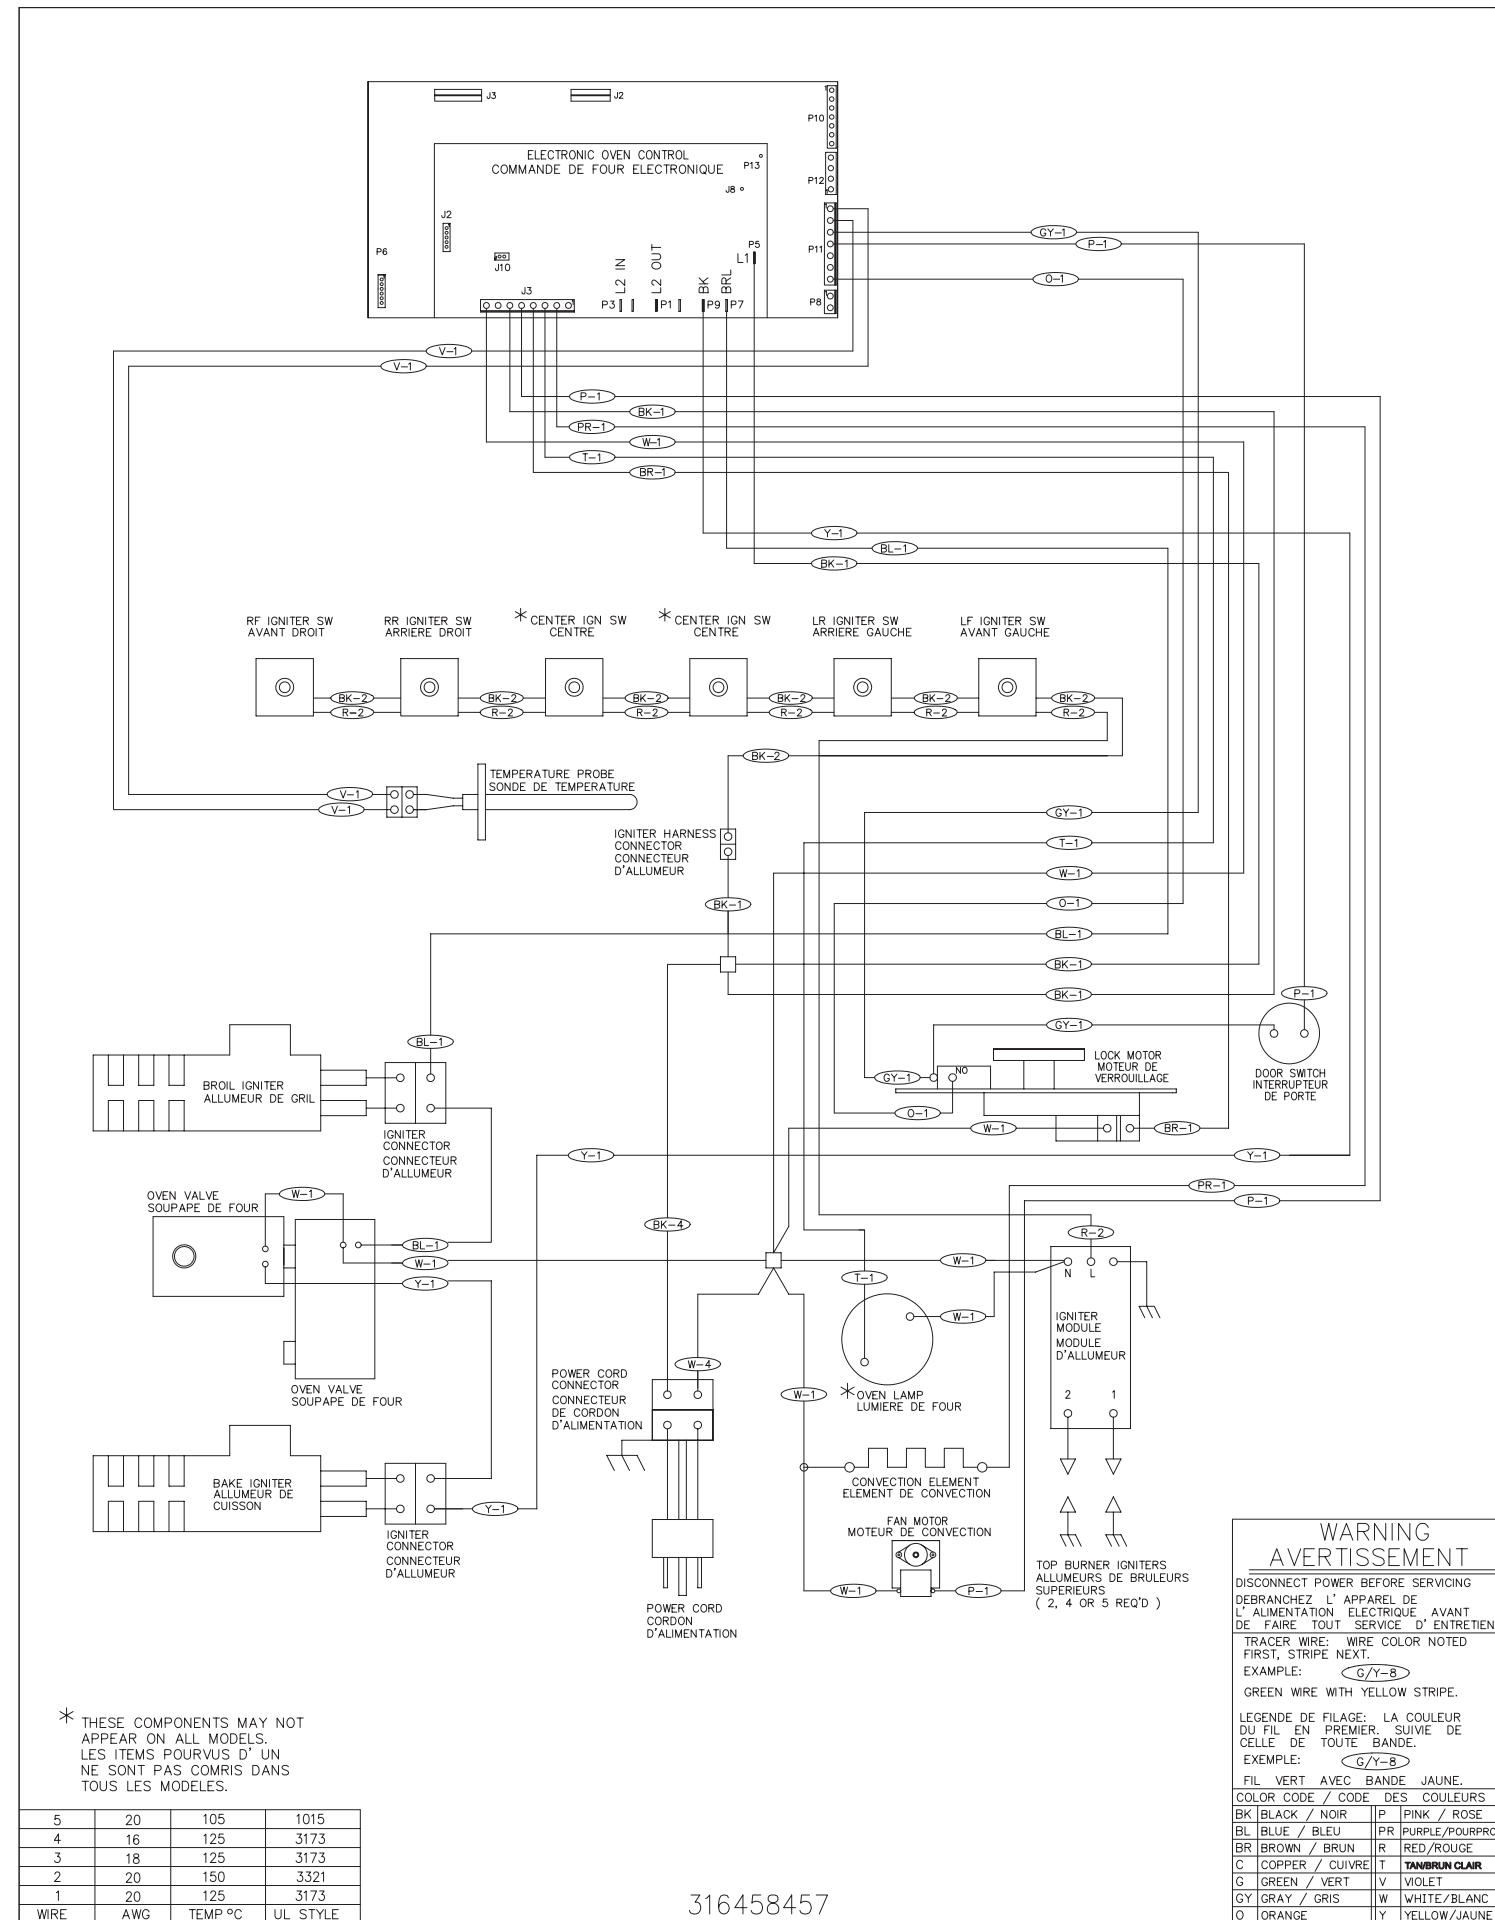 J3
J2
P10
ELECTRONIC OVEN CONTROL
COMMANDE DE FOUR ELECTRONIQUE
P13
P12
J8
J2
P6
P5
L1
P11
J10
L2 IN
L2 OUT
BK
BRL
J3
P3
P1
P9
P7
P8
GY-1
P-1
O-1
V-1
V-1
P-1
BK-1
PR-1
W-1
T-1
BR-1
Y-1
BL-1
BK-1
RF IGNITER SW
AVANT DROIT
RR IGNITER SW
ARRIERE DROIT
* CENTER IGN SW
CENTRE
* CENTER IGN SW
CENTRE
LR IGNITER SW
ARRIERE GAUCHE
LF IGNITER SW
AVANT GAUCHE
BK-2
BK-2
BK-2
BK-2
BK-2
BK-2
R-2
R-2
R-2
R-2
R-2
R-2
BK-2
TEMPERATURE PROBE
SONDE DE TEMPERATURE
V-1
V-1
IGNITER HARNESS
CONNECTOR
CONNECTEUR
D'ALLUMEUR
GY-1
T-1
W-1
BK-1
O-1
BL-1
BK-1
BK-1
P-1
GY-1
BL-1
BROIL IGNITER
ALLUMEUR DE GRIL
IGNITER
CONNECTOR
CONNECTEUR
D'ALLUMEUR
LOCK MOTOR
MOTEUR DE
VERROUILLAGE
NO
GY-1
DOOR SWITCH
INTERRUPTEUR
DE PORTE
O-1
W-1
BR-1
Y-1
Y-1
PR-1
P-1
OVEN VALVE
SOUPAPE DE FOUR
W-1
BK-4
R-2
BL-1
W-1
Y-1
W-1
T-1
N
L
W-1
IGNITER
MODULE
MODULE
D'ALLUMEUR
2
1
OVEN VALVE
SOUPAPE DE FOUR
POWER CORD
CONNECTOR
CONNECTEUR
DE CORDON
D'ALIMENTATION
W-4
W-1
* OVEN LAMP
LUMIERE DE FOUR
BAKE IGNITER
ALLUMEUR DE
CUISSON
Y-1
IGNITER
CONNECTOR
CONNECTEUR
D'ALLUMEUR
CONVECTION ELEMENT
ELEMENT DE CONVECTION
FAN MOTOR
MOTEUR DE CONVECTION
W-1
P-1
POWER CORD
CORDON
D'ALIMENTATION
TOP BURNER IGNITERS
ALLUMEURS DE BRULEURS
SUPERIEURS
( 2, 4 OR 5 REQ'D )
WARNING
AVERTISSEMENT
DISCONNECT POWER BEFORE SERVICING
DEBRANCHEZ L' APPAREL DE
L' ALIMENTATION ELECTRIQUE AVANT
DE FAIRE TOUT SERVICE D' ENTRETIEN
TRACER WIRE: WIRE COLOR NOTED
FIRST, STRIPE NEXT.
EXAMPLE: G/Y-8
GREEN WIRE WITH YELLOW STRIPE.
LEGENDE DE FILAGE: LA COULEUR
DU FIL EN PREMIER. SUIVIE DE
CELLE DE TOUTE BANDE.
EXEMPLE: G/Y-8
FIL VERT AVEC BANDE JAUNE.
COLOR CODE / CODE DES COULEURS
BK BLACK / NOIR P PINK / ROSE
BL BLUE / BLEU PR PURPLE/POURPRO
BR BROWN / BRUN R RED/ROUGE
C COPPER / CUIVRE T TAN/BRUN CLAIR
G GREEN / VERT V VIOLET
GY GRAY / GRIS W WHITE/BLANC
O ORANGE Y YELLOW/JAUNE
* THESE COMPONENTS MAY NOT
APPEAR ON ALL MODELS.
LES ITEMS POURVUS D' UN
NE SONT PAS COMRIS DANS
TOUS LES MODELES.
5 20 105 1015
4 16 125 3173
3 18 125 3173
2 20 150 3321
1 20 125 3173
WIRE AWG TEMP °C UL STYLE
316458457